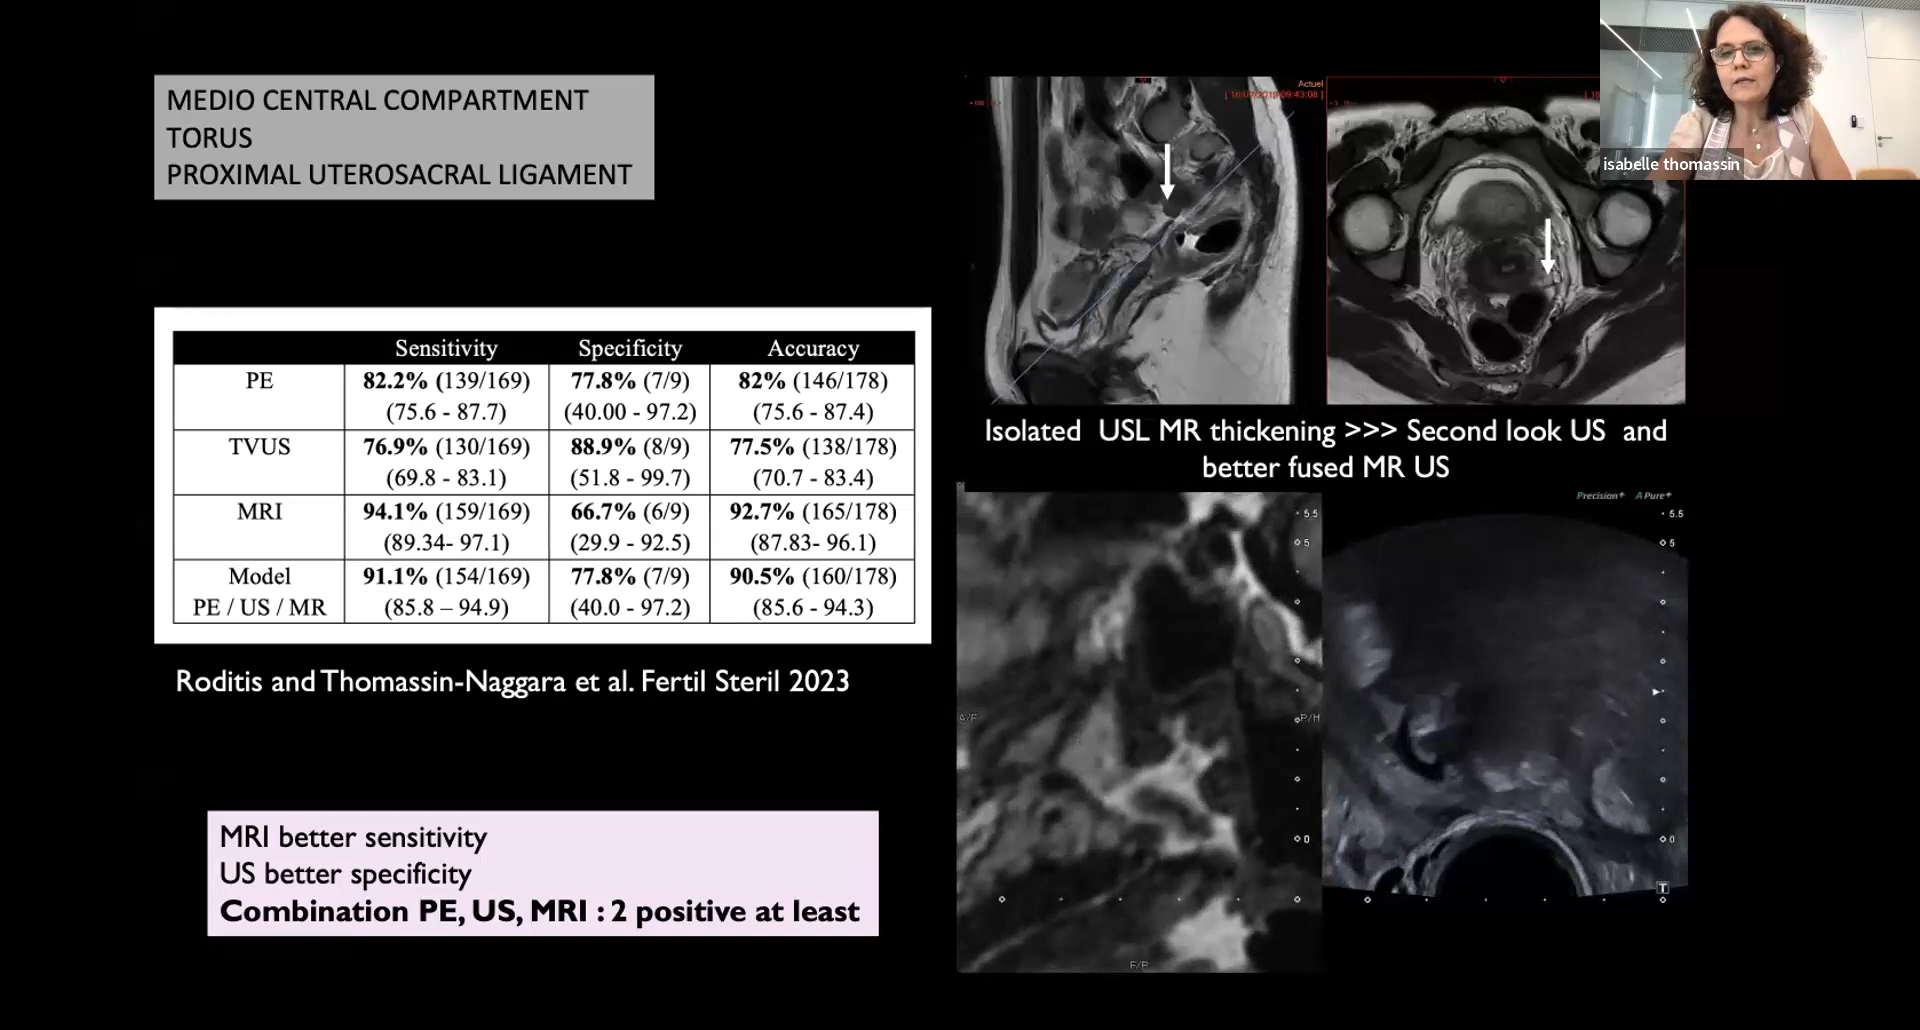 MEDIO CENTRAL COMPARTMENT
TORUS
PROXIMAL UTEROSACRAL LIGAMENT
Sensitivity Specificity Accuracy
PE 82.2% (139/169) 77.8% (7/9) 82% (146/178)
(75.6 - 87.7) (40.00 - 97.2) (75.6 - 87.4)
TVUS 76.9% (130/169) 88.9% (8/9) 77.5% (138/178)
(69.8 - 83.1) (51.8 - 99.7) (70.7 - 83.4)
MRI 94.1% (159/169) 66.7% (6/9) 92.7% (165/178)
(89.34- 97.1) (29.9 - 92.5) (87.83- 96.1)
Model 91.1% (154/169) 77.8% (7/9) 90.5% (160/178)
PE / US / MR (85.8 – 94.9) (40.0 - 97.2) (85.6 - 94.3)
Roditis and Thomassin-Naggara et al. Fertil Steril 2023
MRI better sensitivity
US better specificity
Combination PE, US, MRI : 2 positive at least
Actuel
isabelle thomassin
Isolated USL MR thickening >>> Second look US and
better fused MR US
Precision+ A Pure+
5.5
5
0
A/F
P/H
5.5
5
0
T